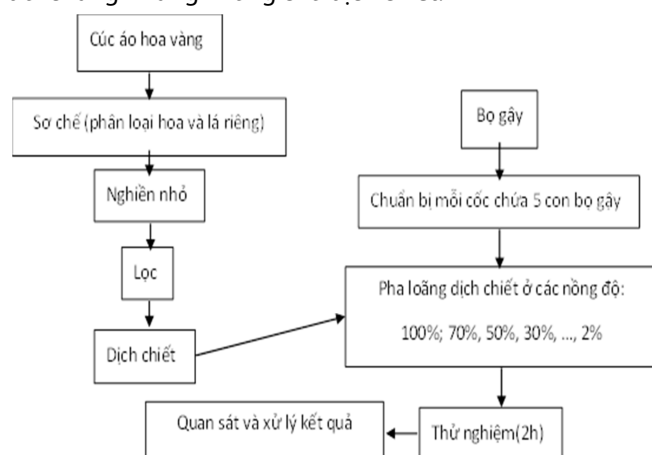 Cúc áo hoa vàng
Sơ chế (phân loại hoa và lá riêng)
Nghiền nhỏ
Lọc
Dịch chiết
Bọ gậy
Chuẩn bị mỗi cốc chứa 5 con bọ gậy
Pha loãng dịch chiết ở các nồng độ:
100%; 70%, 50%, 30%, ..., 2%
Thử nghiệm(2h)
Quan sát và xử lý kết quả